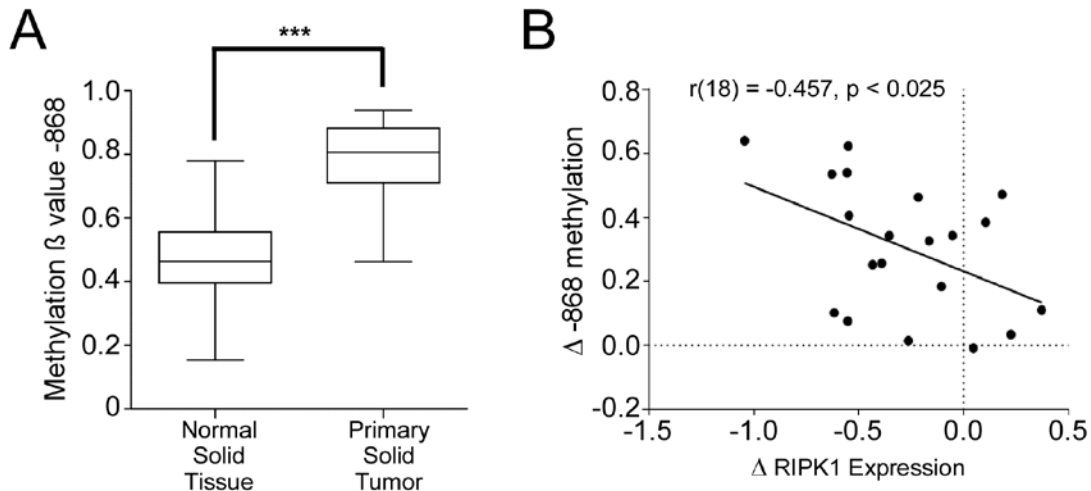 A
***
Methylation ß value -868
1.0
0.8
0.6
0.4
0.2
0
Normal
Solid
Tissue
Primary
Solid
Tumor
B
r(18) = -0.457, p < 0.025
Δ -868 methylation
0.8
0.6
0.4
0.2
0.0
-0.2
-1.5
-1.0
-0.5
0.0
0.5
Δ RIPK1 Expression